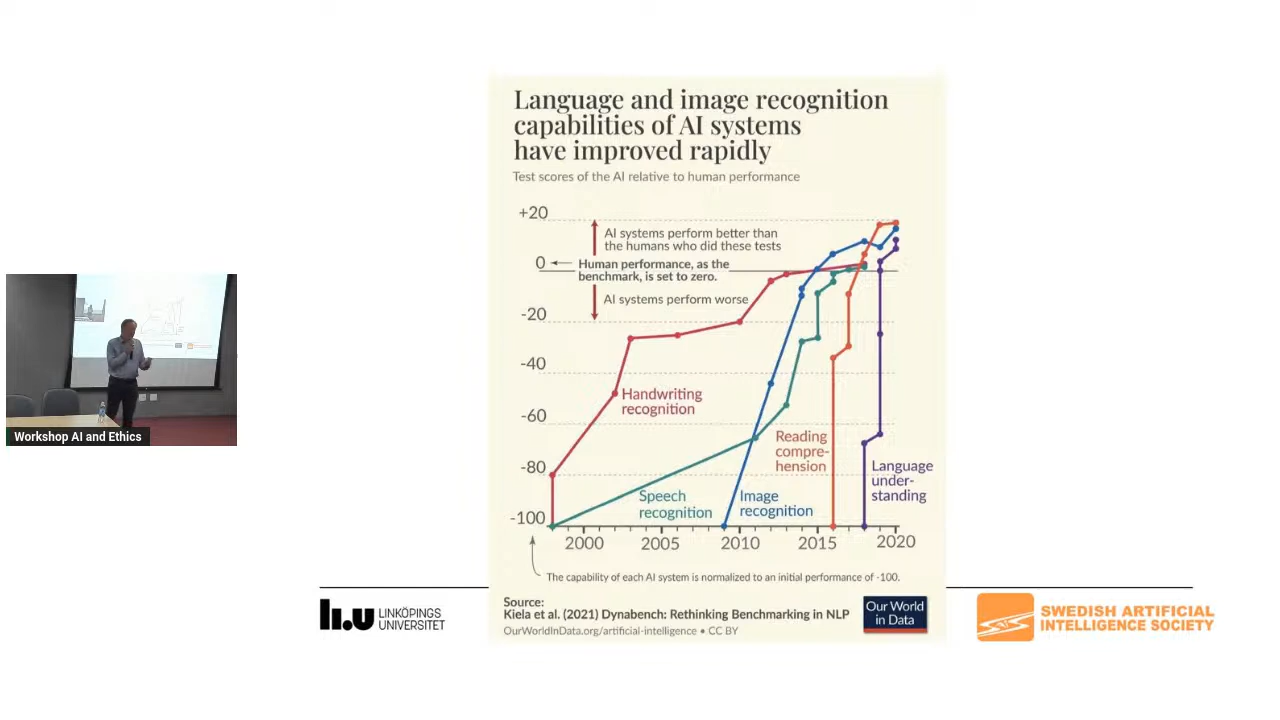 Language and image recognition
capabilities of AI systems
have improved rapidly
Test scores of the AI relative to human performance
+20
AI systems perform better than
the humans who did these tests
0
Human performance, as the
benchmark, is set to zero.
AI systems perform worse
-20
-40
Handwriting
recognition
-60
Reading
compre-
hension
-80
Language
under-
standing
Speech
recognition
Image
recognition
-100
2000
2005
2010
2015
2020
The capability of each AI system is normalized to an initial performance of -100.
Source:
Kiela et al. (2021) Dynabench: Rethinking Benchmarking in NLP
OurWorldInData.org/artificial-intelligence • CC BY
Our World
in Data
Workshop AI and Ethics
LINKÖPINGS
UNIVERSITET
SWEDISH ARTIFICIAL
INTELLIGENCE SOCIETY